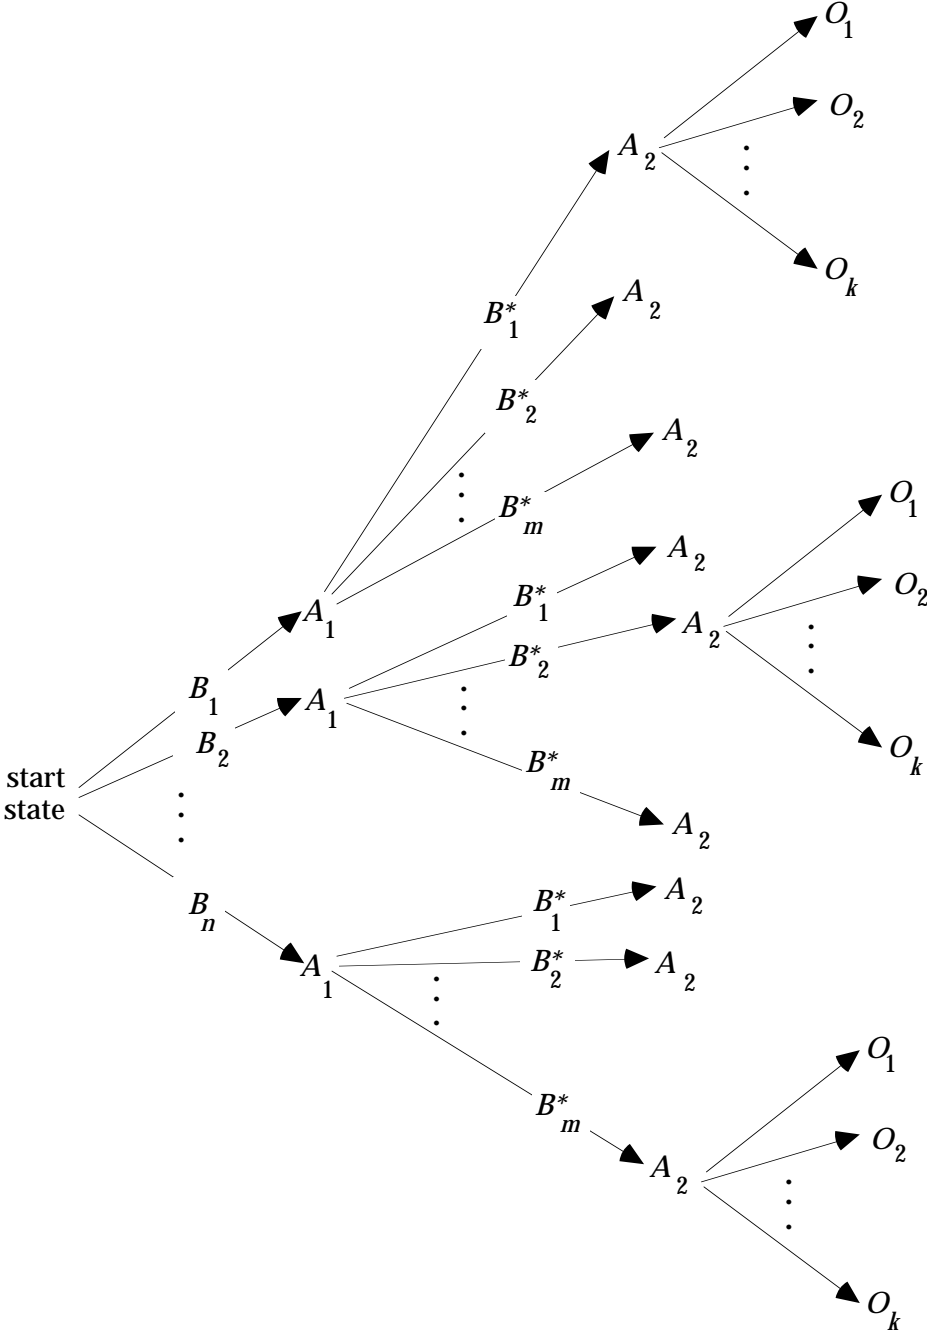 O₁
O₂
A₂
Oₖ
A₂
B*₁
B*₂
A₂
O₁
B*ₘ
A₂
O₂
B*₁
A₁
A₂
B*₂
B₁
A₁
B₂
Oₖ
B*ₘ
start
state
A₂
A₂
B*₁
Bₙ
B*₂
A₂
A₁
O₁
B*ₘ
O₂
A₂
Oₖ